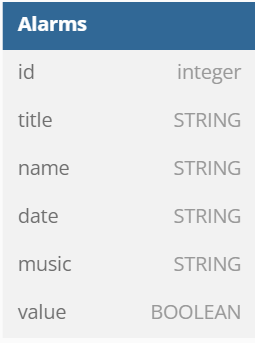 Alarms
id integer
title STRING
name STRING
date STRING
music STRING
value BOOLEAN